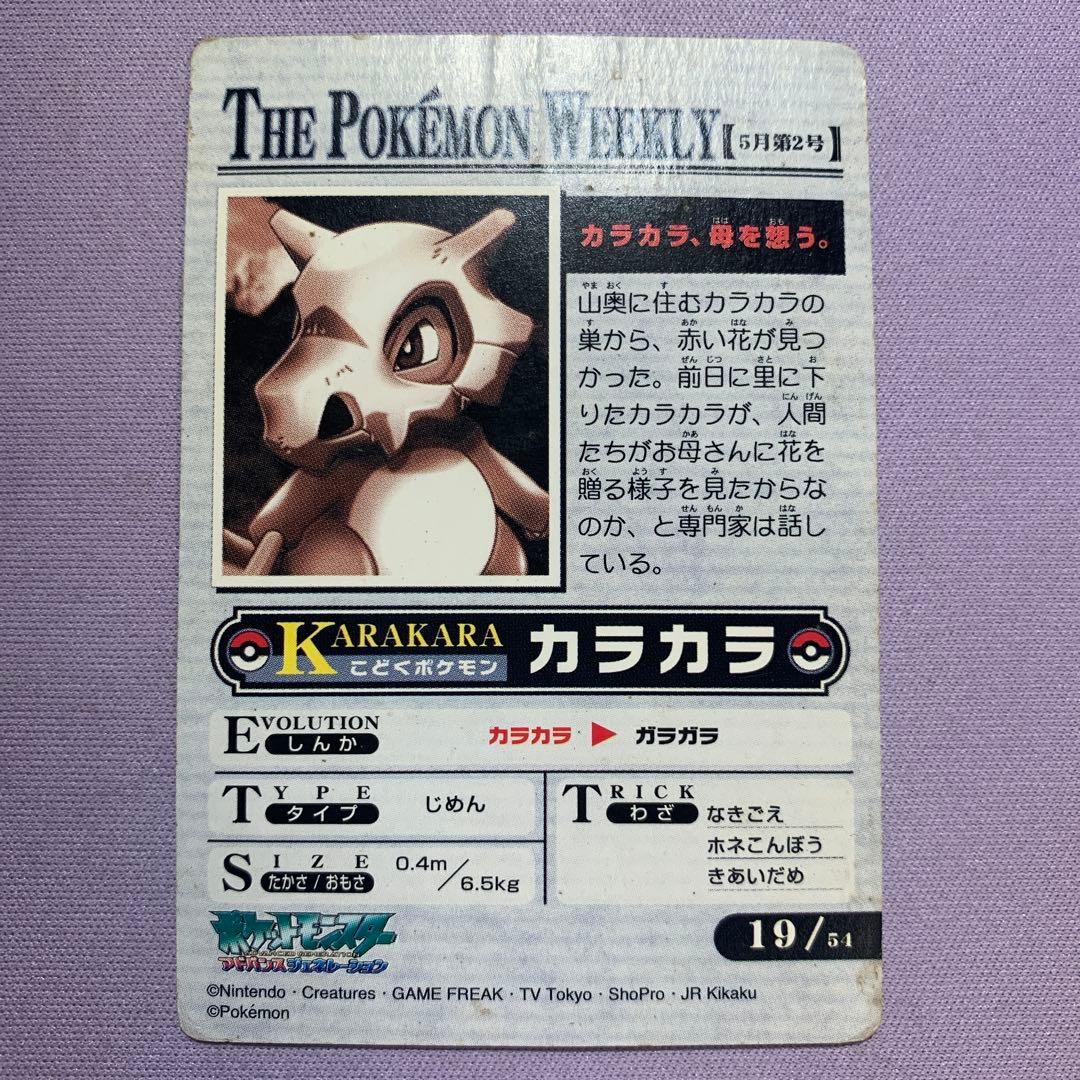 THE POKÉMON WEEKLY【5月第2号】
カラカラ、母を想う。
山奥に住むカラカラの
巣から、赤い花が見つ
かった。前日に里に下
りたカラカラが、人間
たちがお母さんに花を
贈る様子を見たからな
のか、と専門家は話し
ている。
KARAKARA
こどくポケモン
カラカラ
EVOLUTION
しんか
カラカラ ▶ ガラガラ
TYPE
タイプ
じめん
SIZE
たかさ/おもさ
0.4m/6.5kg
TRICK
わざ
なきごえ
ホネこんぼう
きあいだめ
ポケットモンスター
ADVANCED GENERATION
アドバンスジェネレーション
19/54
©Nintendo・Creatures・GAME FREAK・TV Tokyo・ShoPro・JR Kikaku
©Pokémon